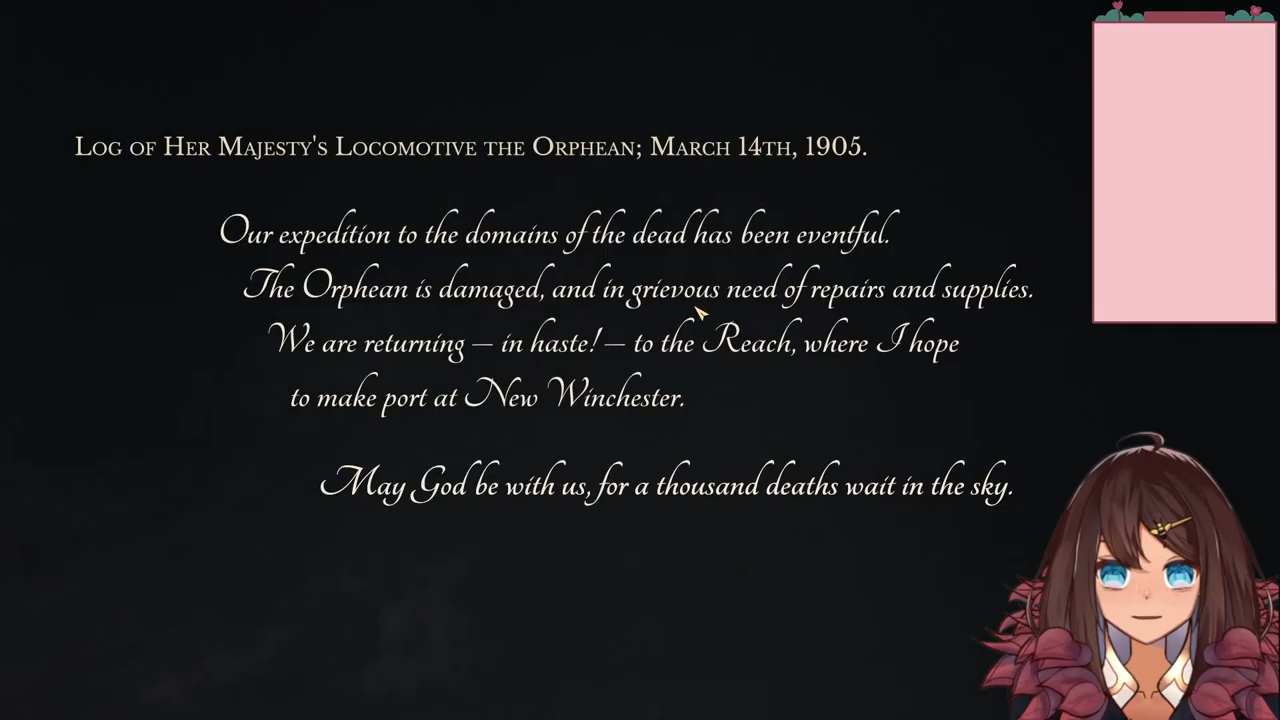 Log of Her Majesty's Locomotive the Orphean; March 14th, 1905.
Our expedition to the domains of the dead has been eventful.
The Orphean is damaged, and in grievous need of repairs and supplies.
We are returning – in haste! – to the Reach, where I hope
to make port at New Winchester.
May God be with us, for a thousand deaths wait in the sky.